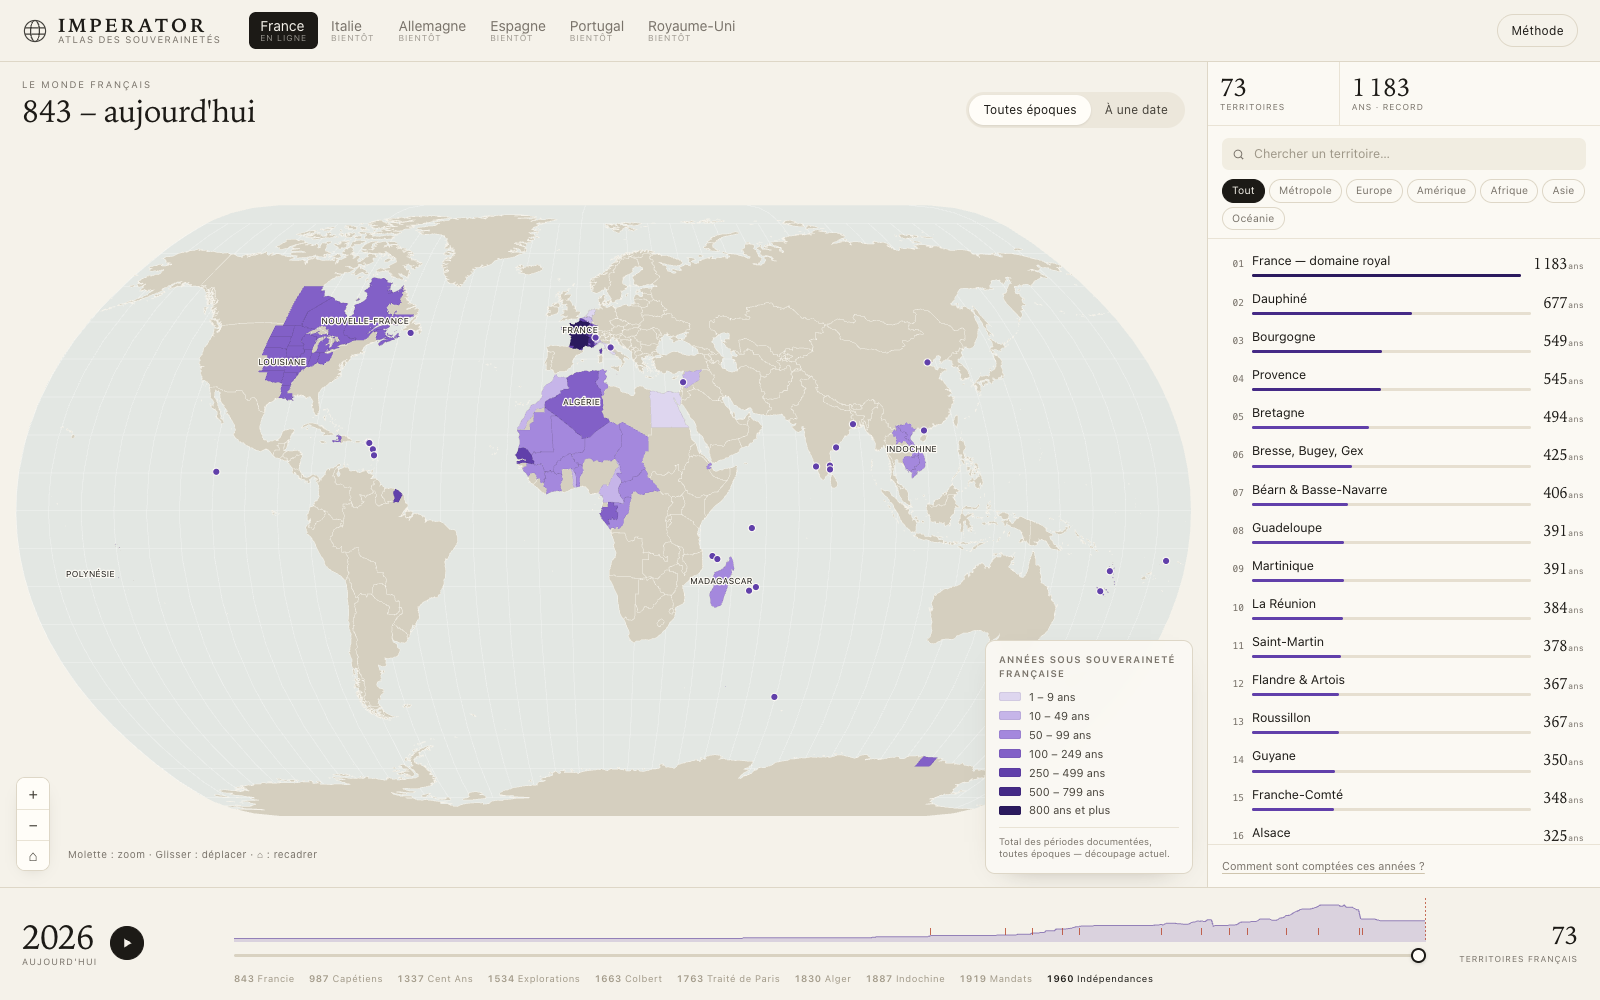 IMPERATOR
ATLAS DES SOUVERAINETÉS
France
EN LIGNE
Italie
BIENTÔT
Allemagne
BIENTÔT
Espagne
BIENTÔT
Portugal
BIENTÔT
Royaume-Uni
BIENTÔT
Méthode
LE MONDE FRANÇAIS
843 – aujourd'hui
Toutes époques
À une date
NOUVELLE-FRANCE
LOUISIANE
FRANCE
ALGÉRIE
INDOCHINE
MADAGASCAR
POLYNÉSIE
ANNÉES SOUS SOUVERAINETÉ
FRANÇAISE
1 – 9 ans
10 – 49 ans
50 – 99 ans
100 – 249 ans
250 – 499 ans
500 – 799 ans
800 ans et plus
Total des périodes documentées,
toutes époques — découpage actuel.
+
−
⌂
Molette : zoom · Glisser : déplacer · ⌂ : recadrer
73
TERRITOIRES
1 183
ANS · RECORD
Chercher un territoire...
Tout
Métropole
Europe
Amérique
Afrique
Asie
Océanie
01 France — domaine royal 1 183 ans
02 Dauphiné 677 ans
03 Bourgogne 549 ans
04 Provence 545 ans
05 Bretagne 494 ans
06 Bresse, Bugey, Gex 425 ans
07 Béarn & Basse-Navarre 406 ans
08 Guadeloupe 391 ans
09 Martinique 391 ans
10 La Réunion 384 ans
11 Saint-Martin 378 ans
12 Flandre & Artois 367 ans
13 Roussillon 367 ans
14 Guyane 350 ans
15 Franche-Comté 348 ans
16 Alsace 325 ans
Comment sont comptées ces années ?
2026
AUJOURD'HUI
843 Francie
987 Capétiens
1337 Cent Ans
1534 Explorations
1663 Colbert
1763 Traité de Paris
1830 Alger
1887 Indochine
1919 Mandats
1960 Indépendances
73
TERRITOIRES FRANÇAIS